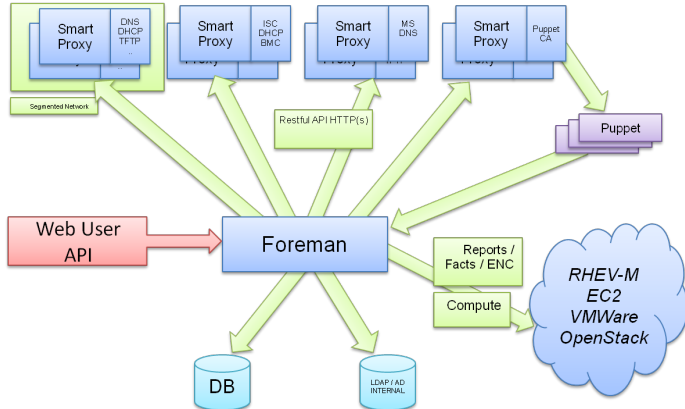 Smart
Proxy
DNS
DHCP
TFTP
..
Smart
Proxy
ISC
DHCP
BMC
Smart
Proxy
MS
DNS
Smart
Proxy
Puppet
CA
Segmented Network
Restful API HTTP(s)
Puppet
Web User
API
Foreman
Reports /
Facts / ENC
Compute
RHEV-M
EC2
VMWare
OpenStack
DB
LDAP / AD
INTERNAL